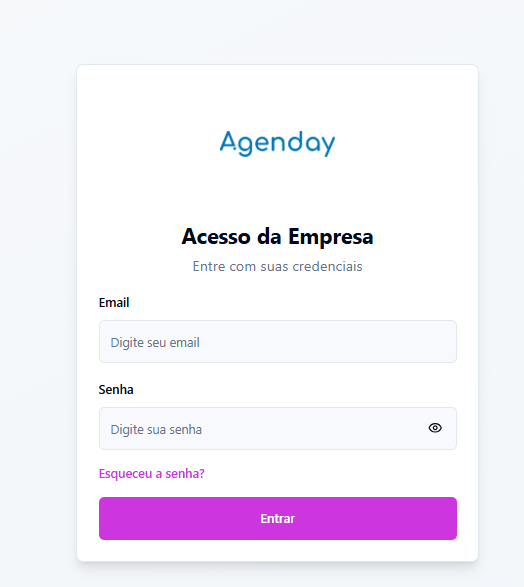 Agenday
Acesso da Empresa
Entre com suas credenciais
Email
Digite seu email
Senha
Digite sua senha
Esqueceu a senha?
Entrar